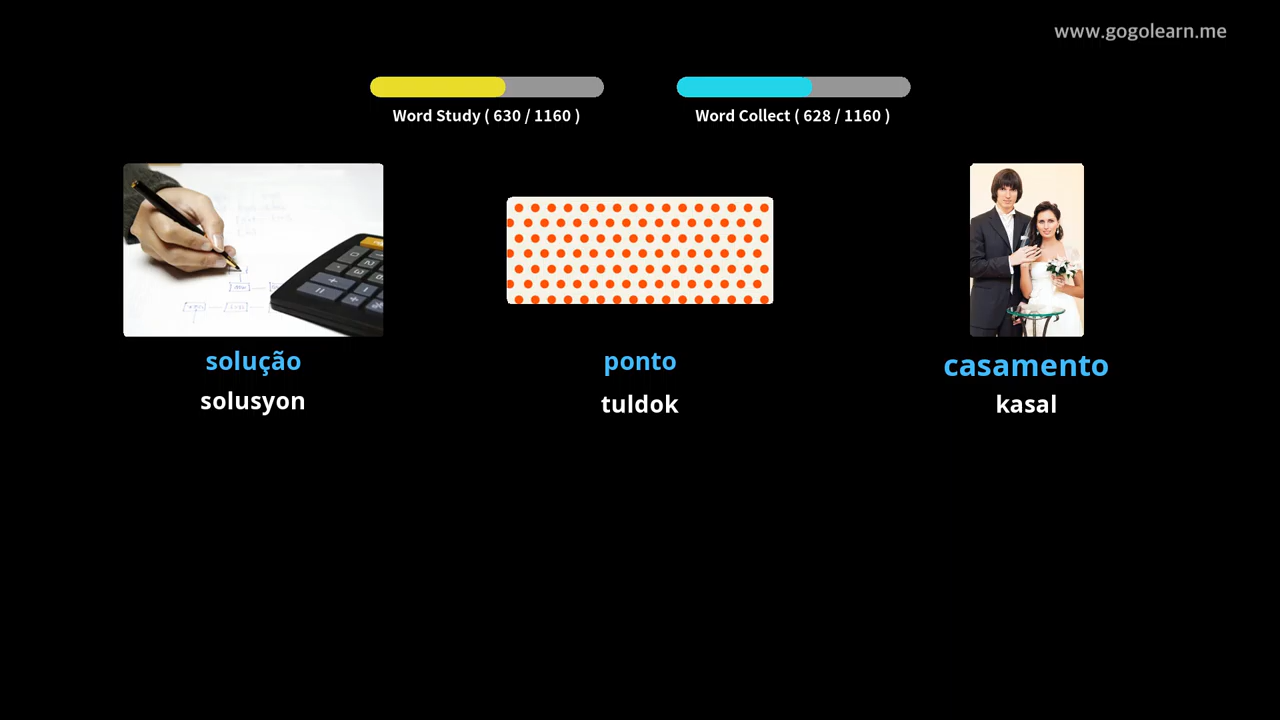 www.gogolearn.me
Word Study ( 630 / 1160 )
Word Collect ( 628 / 1160 )
solução
solusyon
ponto
tuldok
casamento
kasal